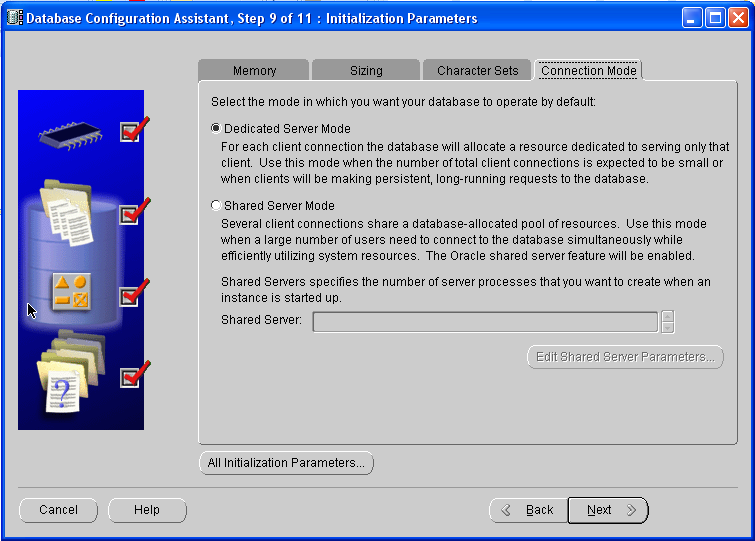 Database Configuration Assistant, Step 9 of 11 : Initialization Parameters
Memory
Sizing
Character Sets
Connection Mode
Select the mode in which you want your database to operate by default:
Dedicated Server Mode
For each client connection the database will allocate a resource dedicated to serving only that
client.  Use this mode when the number of total client connections is expected to be small or
when clients will be making persistent, long-running requests to the database.
Shared Server Mode
Several client connections share a database-allocated pool of resources.  Use this mode
when a large number of users need to connect to the database simultaneously while
efficiently utilizing system resources.  The Oracle shared server feature will be enabled.
Shared Servers specifies the number of server processes that you want to create when an
instance is started up.
Shared Server:
Edit Shared Server Parameters...
?
All Initialization Parameters...
Cancel
Help
Back
Next